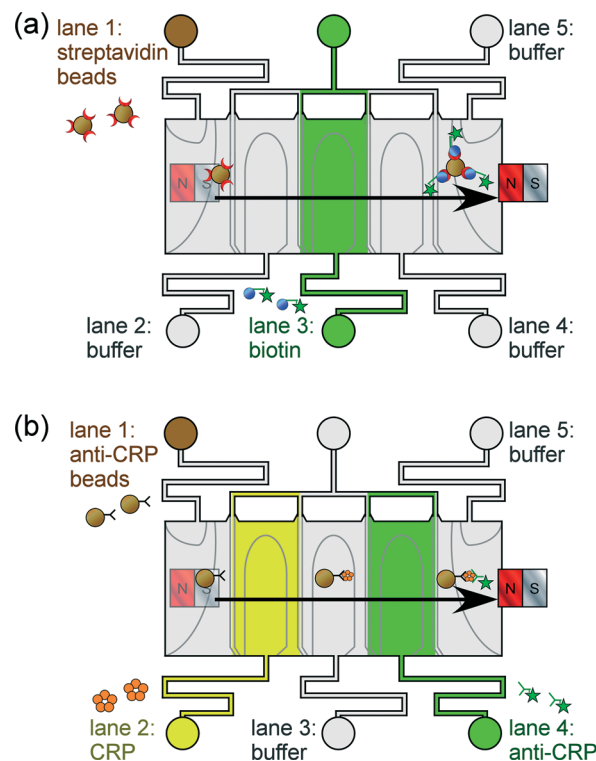 (a)
lane 1:
streptavidin
beads
lane 5:
buffer
N S
N S
lane 2:
buffer
lane 3:
biotin
lane 4:
buffer
(b)
lane 1:
anti-CRP
beads
lane 5:
buffer
N S
N S
lane 2:
CRP
lane 3:
buffer
lane 4:
anti-CRP